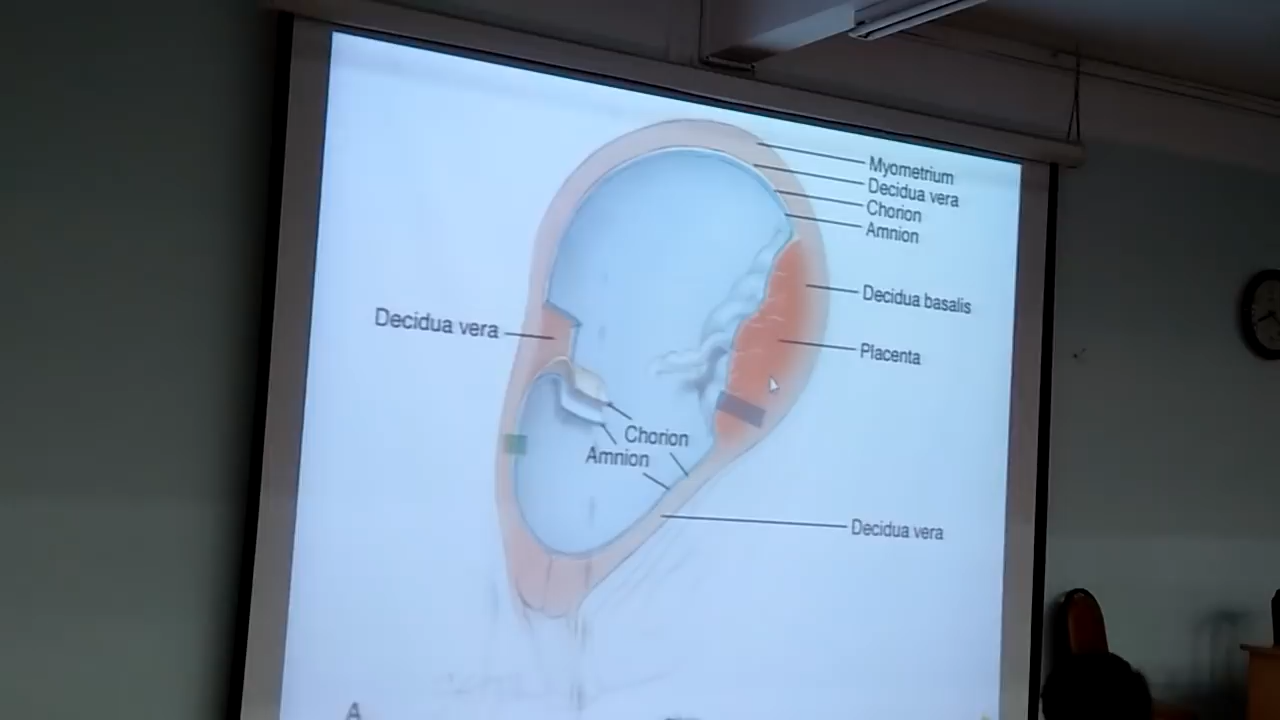 Myometrium
Decidua vera
Chorion
Amnion
Decidua basalis
Decidua vera
Placenta
Chorion
Amnion
Decidua vera
A